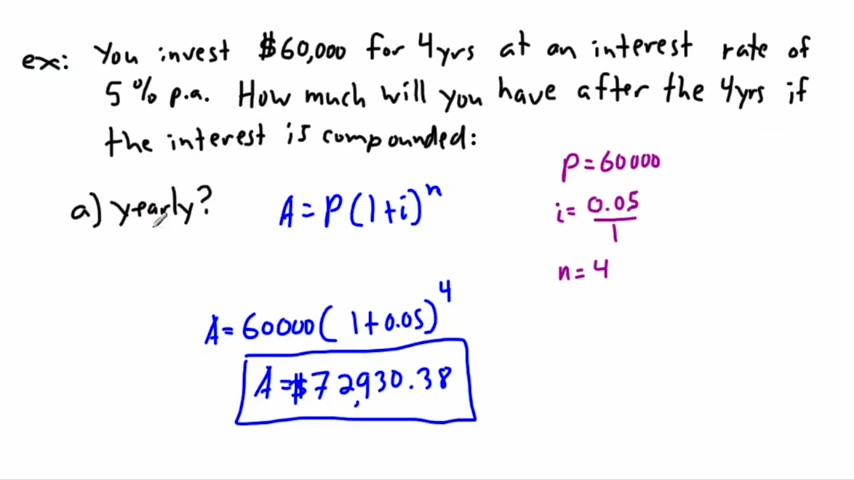 ex: You invest $60,000 for 4yrs at an interest rate of
5% p.a. How much will you have after the 4yrs if
the interest is compounded:
P=60000
a) yearly? A=P(1+i)^n
i=0.05/1
n=4
A=60000(1+0.05)^4
A=$72,930.38